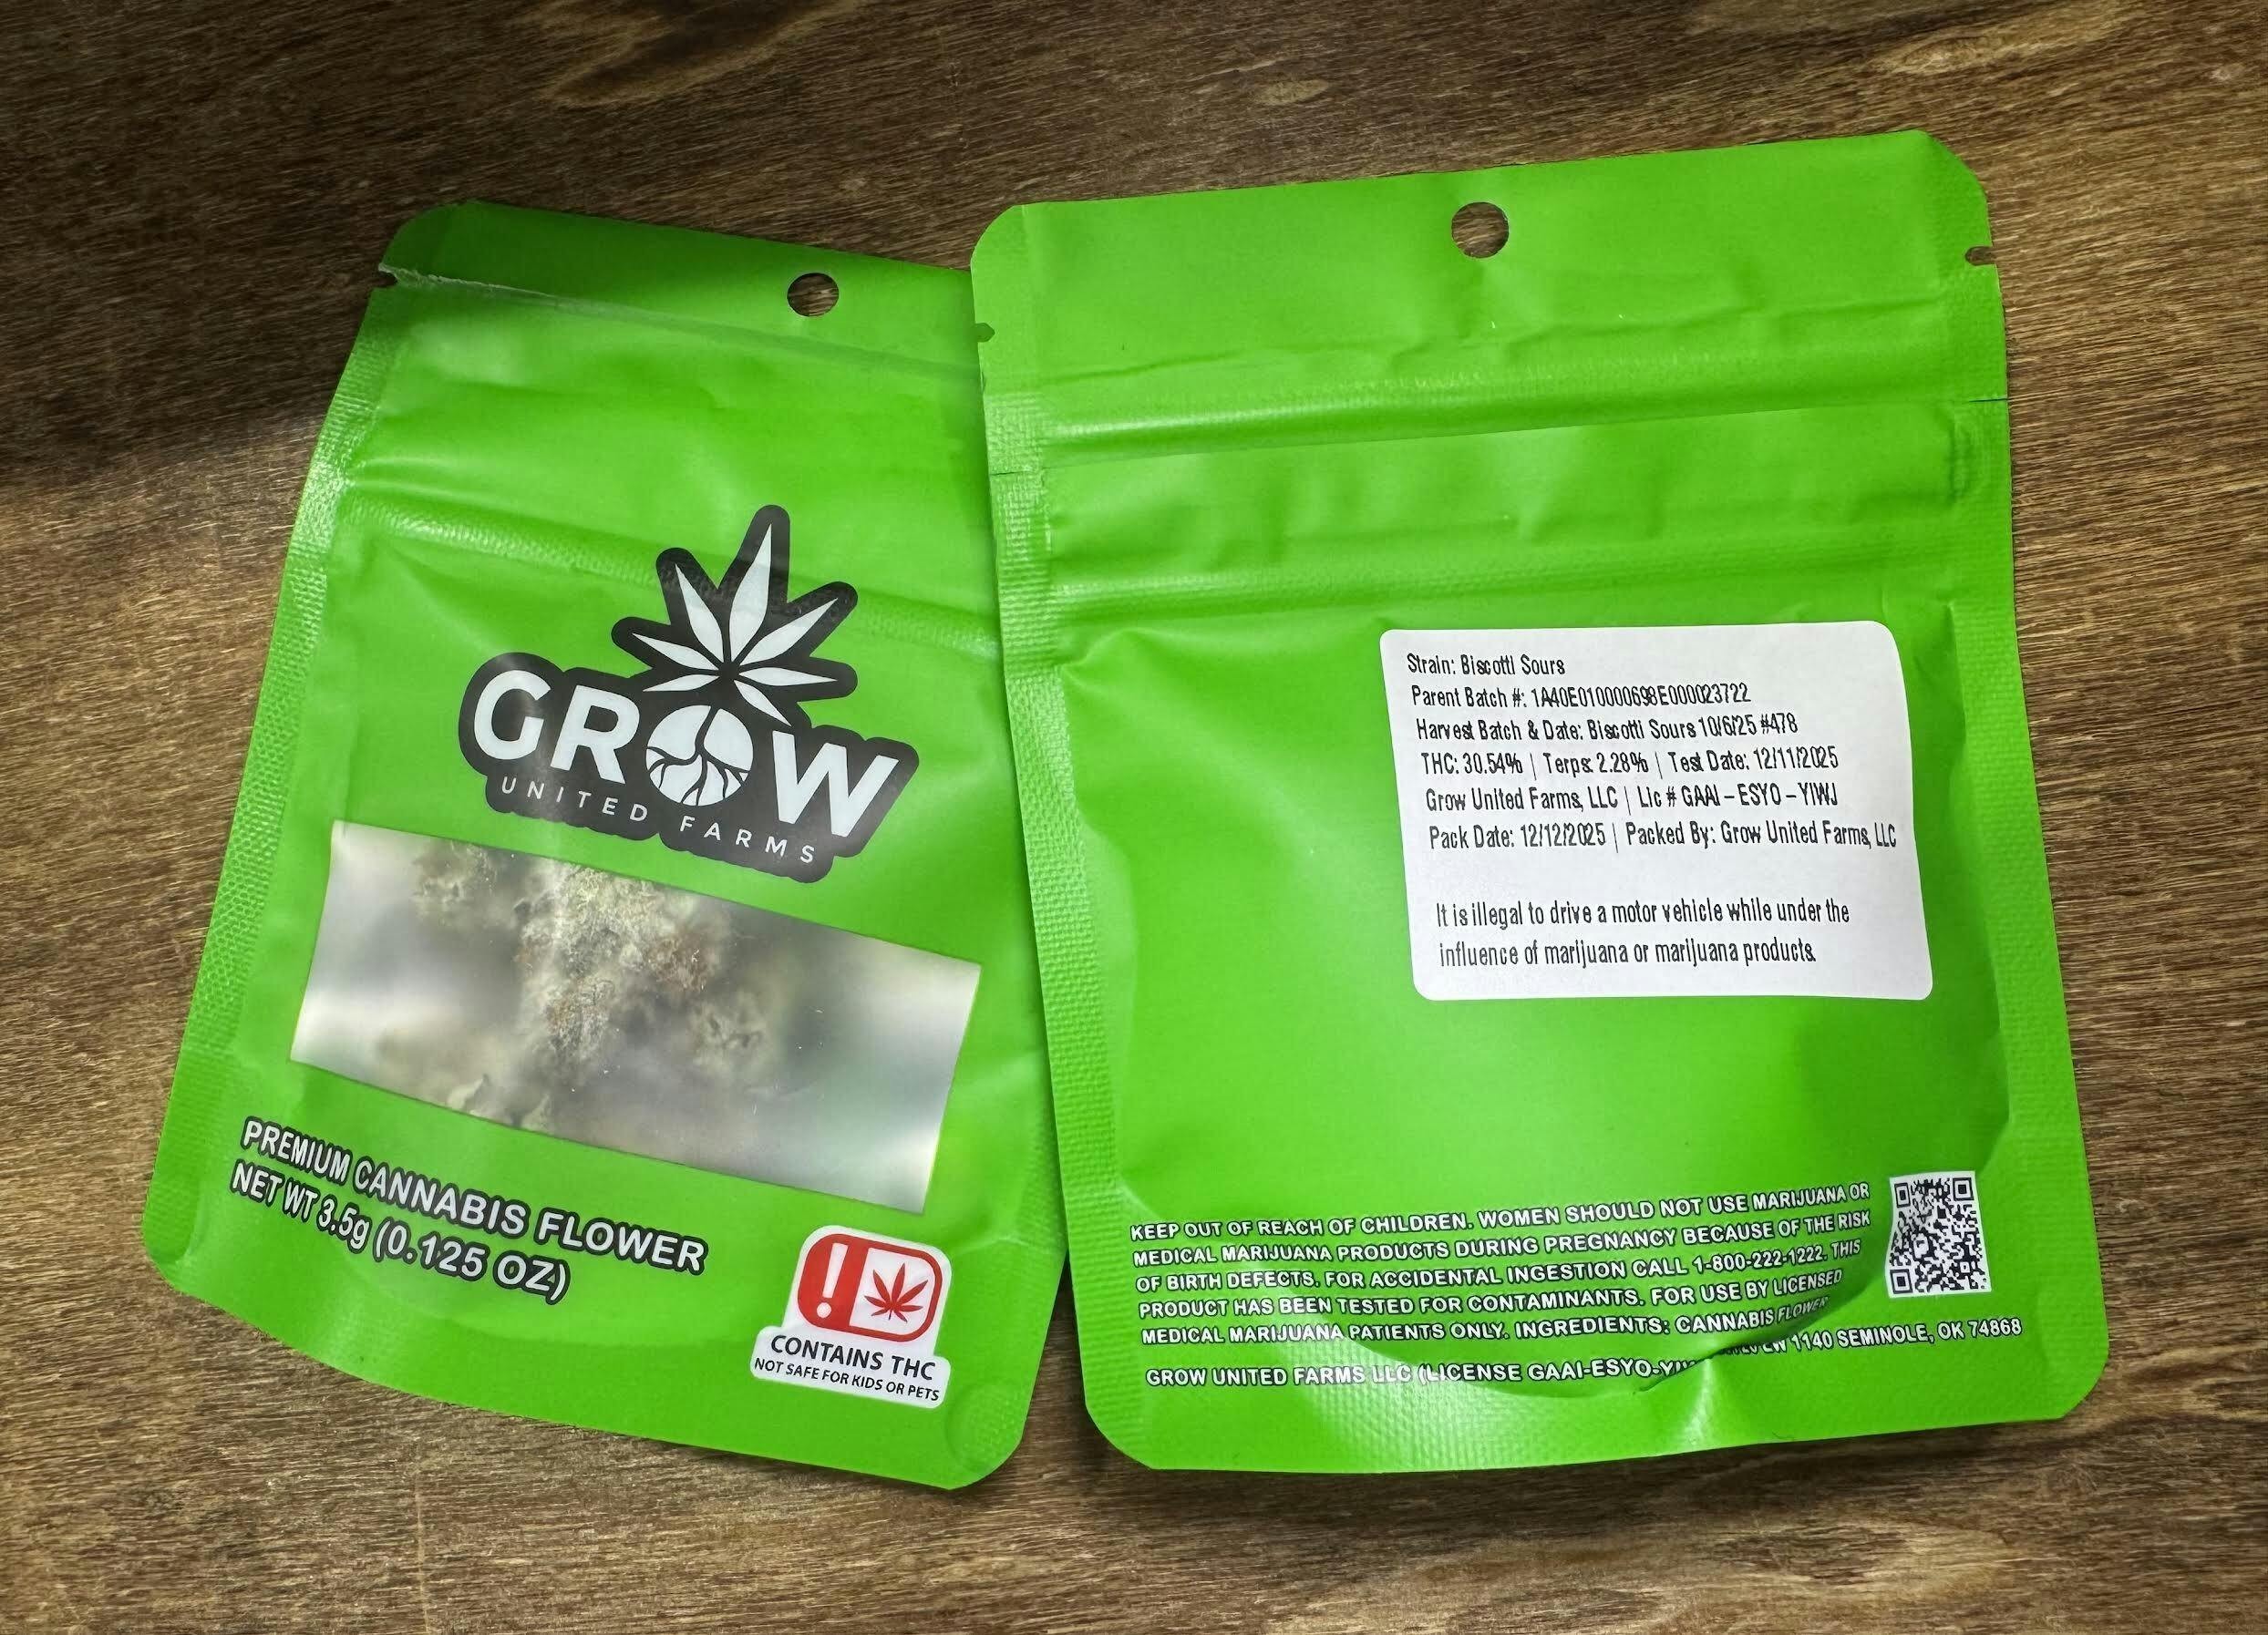 GROW
UNITED FARMS
PREMIUM CANNABIS FLOWER
NET WT 3.5g (0.125 OZ)
!
CONTAINS THC
NOT SAFE FOR KIDS OR PETS
Strain: Biscotti Sours
Parent Batch #: 1A40E010000698E000023722
Harvest Batch & Date: Biscotti Sours 10/6/25 #478
THC: 30.54% | Terps: 2.28% | Test Date: 12/11/2025
Grow United Farms, LLC | Lic # GAAI – ESYO – YIWJ
Pack Date: 12/12/2025 | Packed By: Grow United Farms, LLC
It is illegal to drive a motor vehicle while under the
influence of marijuana or marijuana products.
KEEP OUT OF REACH OF CHILDREN. WOMEN SHOULD NOT USE MARIJUANA OR
MEDICAL MARIJUANA PRODUCTS DURING PREGNANCY BECAUSE OF THE RISK
OF BIRTH DEFECTS. FOR ACCIDENTAL INGESTION CALL 1-800-222-1222. THIS
PRODUCT HAS BEEN TESTED FOR CONTAMINANTS. FOR USE BY LICENSED
MEDICAL MARIJUANA PATIENTS ONLY. INGREDIENTS: CANNABIS FLOWER
GROW UNITED FARMS LLC (LICENSE 1140 SEMINOLE, OK 74868